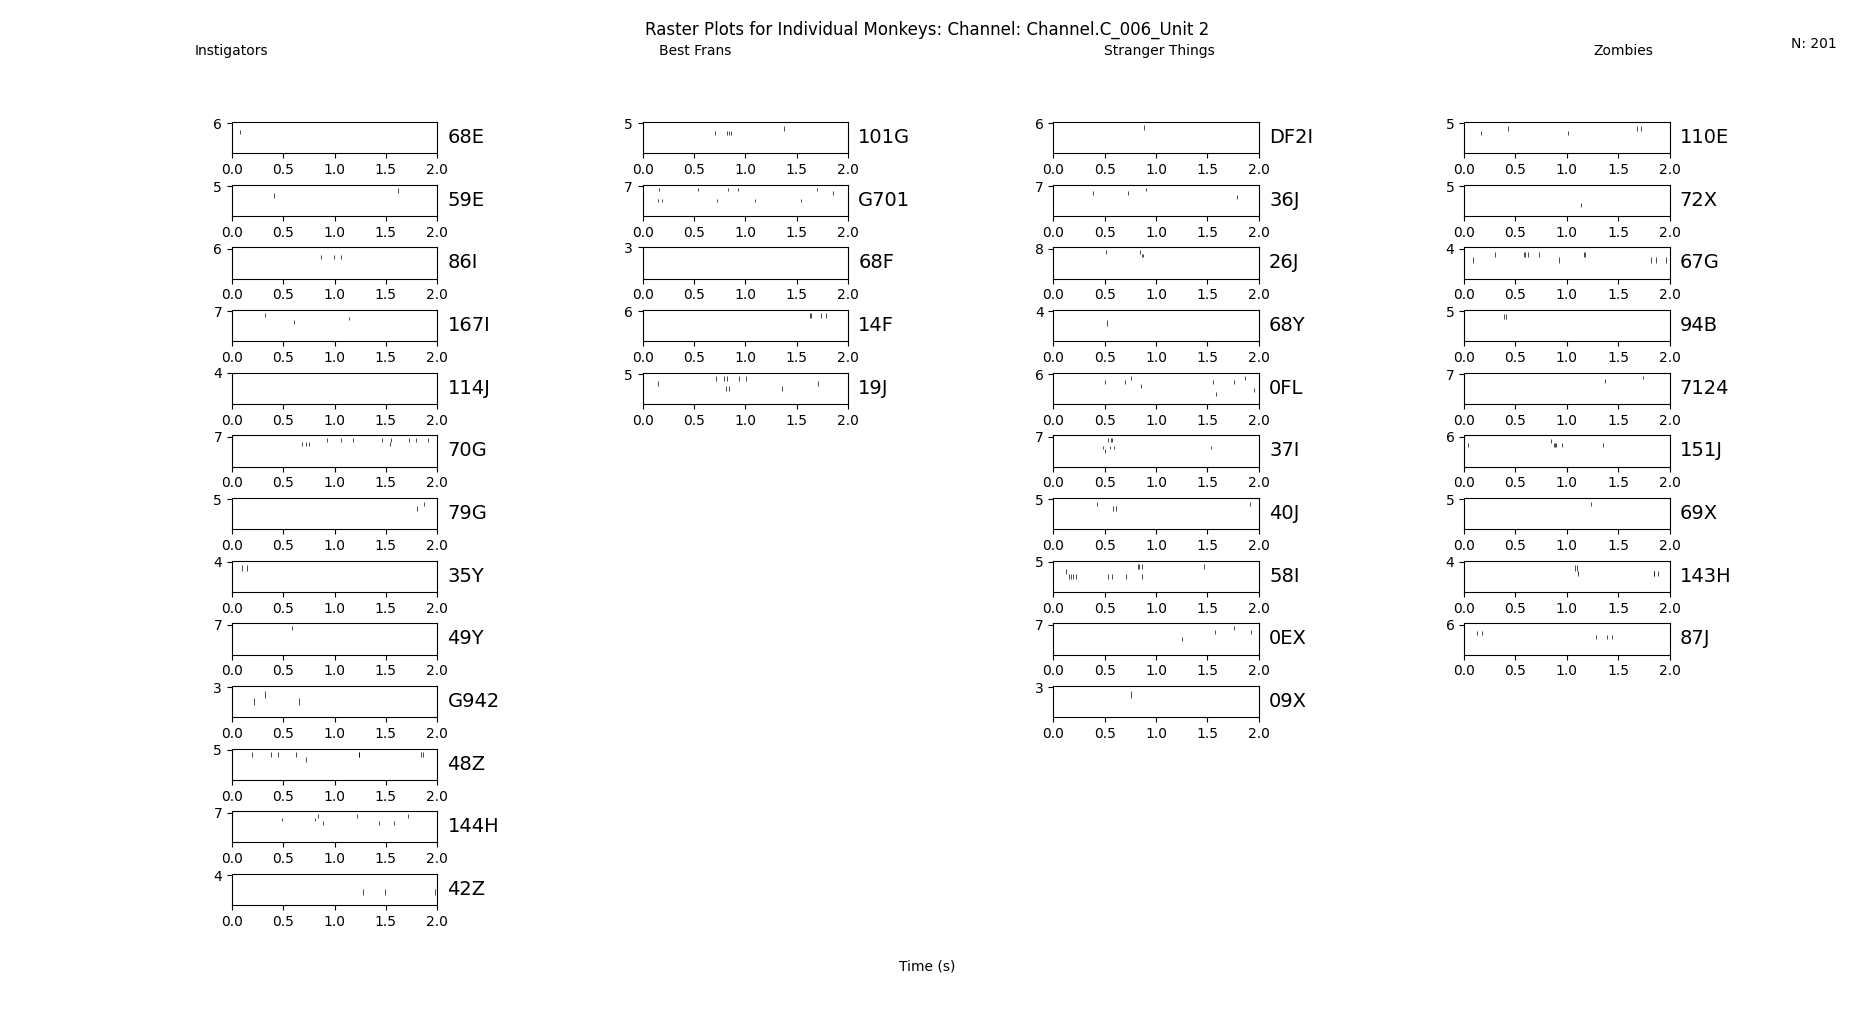 Raster Plots for Individual Monkeys: Channel: Channel.C_006_Unit 2
Instigators Best Frans Stranger Things Zombies N: 201
6 68E 5 101G 6 DF2I 5 110E
0.0 0.5 1.0 1.5 2.0 0.0 0.5 1.0 1.5 2.0 0.0 0.5 1.0 1.5 2.0 0.0 0.5 1.0 1.5 2.0
5 59E 7 G701 7 36J 5 72X
0.0 0.5 1.0 1.5 2.0 0.0 0.5 1.0 1.5 2.0 0.0 0.5 1.0 1.5 2.0 0.0 0.5 1.0 1.5 2.0
6 86I 3 68F 8 26J 4 67G
0.0 0.5 1.0 1.5 2.0 0.0 0.5 1.0 1.5 2.0 0.0 0.5 1.0 1.5 2.0 0.0 0.5 1.0 1.5 2.0
7 167I 6 14F 4 68Y 5 94B
0.0 0.5 1.0 1.5 2.0 0.0 0.5 1.0 1.5 2.0 0.0 0.5 1.0 1.5 2.0 0.0 0.5 1.0 1.5 2.0
4 114J 5 19J 6 0FL 7 7124
0.0 0.5 1.0 1.5 2.0 0.0 0.5 1.0 1.5 2.0 0.0 0.5 1.0 1.5 2.0 0.0 0.5 1.0 1.5 2.0
7 70G 7 37I 6 151J
0.0 0.5 1.0 1.5 2.0 0.0 0.5 1.0 1.5 2.0 0.0 0.5 1.0 1.5 2.0
5 79G 5 40J 5 69X
0.0 0.5 1.0 1.5 2.0 0.0 0.5 1.0 1.5 2.0 0.0 0.5 1.0 1.5 2.0
4 35Y 5 58I 4 143H
0.0 0.5 1.0 1.5 2.0 0.0 0.5 1.0 1.5 2.0 0.0 0.5 1.0 1.5 2.0
7 49Y 7 0EX 6 87J
0.0 0.5 1.0 1.5 2.0 0.0 0.5 1.0 1.5 2.0 0.0 0.5 1.0 1.5 2.0
3 G942 3 09X
0.0 0.5 1.0 1.5 2.0 0.0 0.5 1.0 1.5 2.0
5 48Z
0.0 0.5 1.0 1.5 2.0
7 144H
0.0 0.5 1.0 1.5 2.0
4 42Z
0.0 0.5 1.0 1.5 2.0
Time (s)